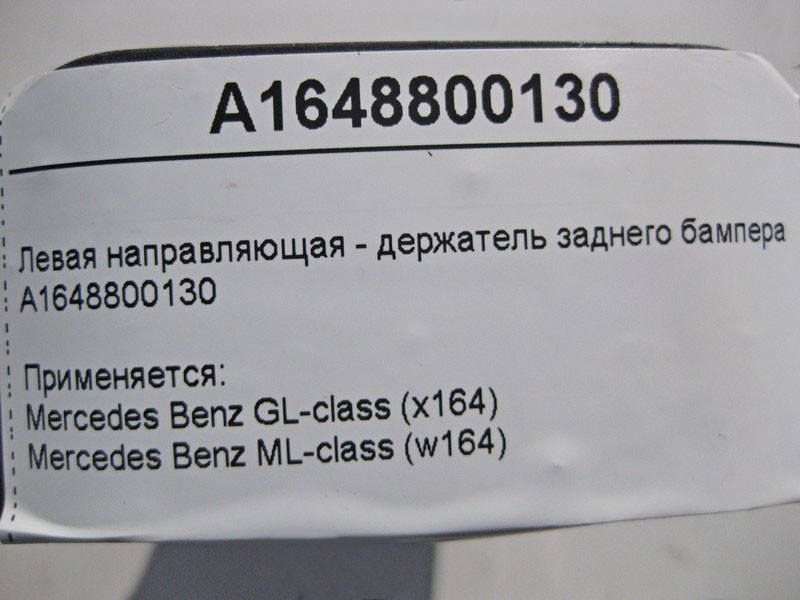 A1648800130
Левая направляющая - держатель заднего бампера
A1648800130
Применяется:
Mercedes Benz GL-class (x164)
Mercedes Benz ML-class (w164)